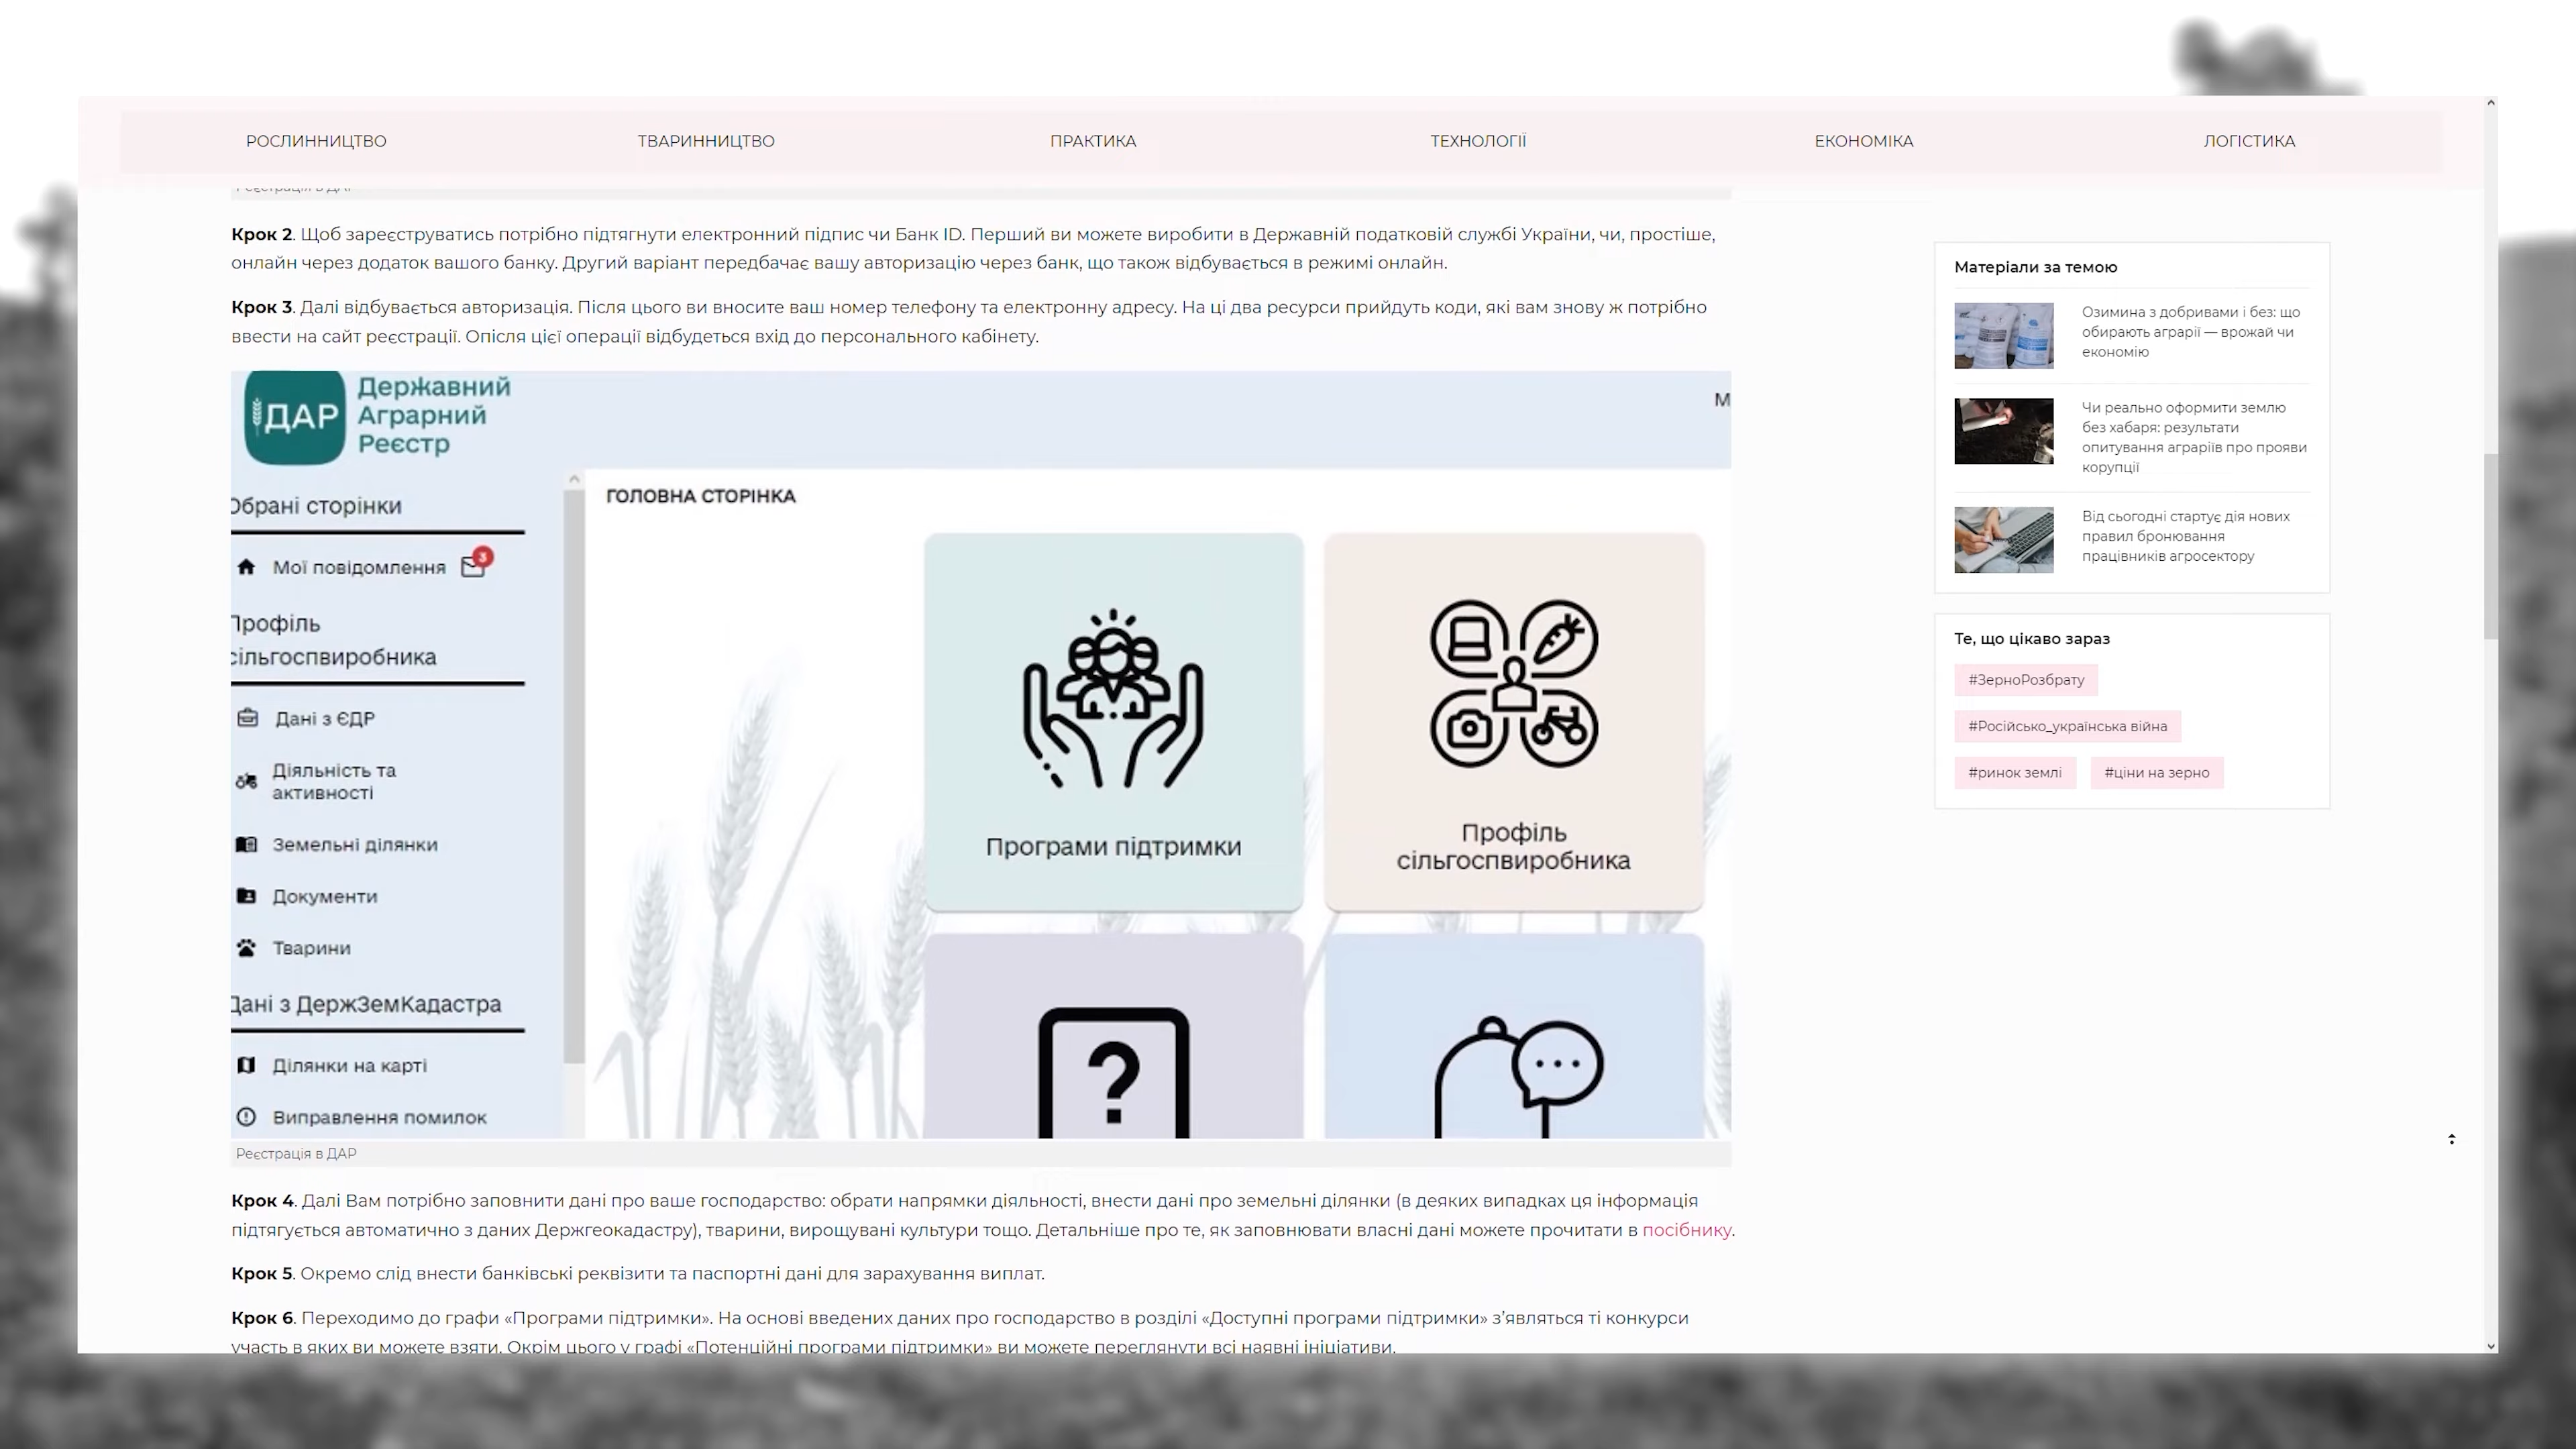 РОСЛИННИЦТВО
ТВАРИННИЦТВО
ПРАКТИКА
ТЕХНОЛОГІЇ
ЕКОНОМІКА
ЛОГІСТИКА
Реєстрація в ДАР
Крок 2. Щоб зареєструватись потрібно підтягнути електронний підпис чи Банк ID. Перший ви можете виробити в Державній податковій службі України, чи, простіше,
онлайн через додаток вашого банку. Другий варіант передбачає вашу авторизацію через банк, що також відбувається в режимі онлайн.
Крок 3. Далі відбувається авторизація. Після цього ви вносите ваш номер телефону та електронну адресу. На ці два ресурси прийдуть коди, які вам знову ж потрібно
ввести на сайт реєстрації. Опісля цієї операції відбудеться вхід до персонального кабінету.
ДАР
Державний
Аграрний
Реєстр
М
Обрані сторінки
Мої повідомлення
3
Профіль
сільгоспвиробника
Дані з ЄДР
Діяльність та
активності
Земельні ділянки
Документи
Тварини
Дані з ДержЗемКадастра
Ділянки на карті
Виправлення помилок
ГОЛОВНА СТОРІНКА
Програми підтримки
Профіль
сільгоспвиробника
?
Реєстрація в ДАР
Крок 4. Далі Вам потрібно заповнити дані про ваше господарство: обрати напрямки діяльності, внести дані про земельні ділянки (в деяких випадках ця інформація
підтягується автоматично з даних Держгеокадастру), тварини, вирощувані культури тощо. Детальніше про те, як заповнювати власні дані можете прочитати в посібнику.
Крок 5. Окремо слід внести банківські реквізити та паспортні дані для зарахування виплат.
Крок 6. Переходимо до графи «Програми підтримки». На основі введених даних про господарство в розділі «Доступні програми підтримки» з’являться ті конкурси
участь в яких ви можете взяти. Окрім цього у графі «Потенційні програми підтримки» ви можете переглянути всі наявні ініціативи.
Матеріали за темою
Озимина з добривами і без: що
обирають аграрії — врожай чи
економію
Чи реально оформити землю
без хабаря: результати
опитування аграріїв про прояви
корупції
Від сьогодні стартує дія нових
правил бронювання
працівників агросектору
Те, що цікаво зараз
#ЗерноРозбрату
#Російсько_українська війна
#ринок землі
#ціни на зерно